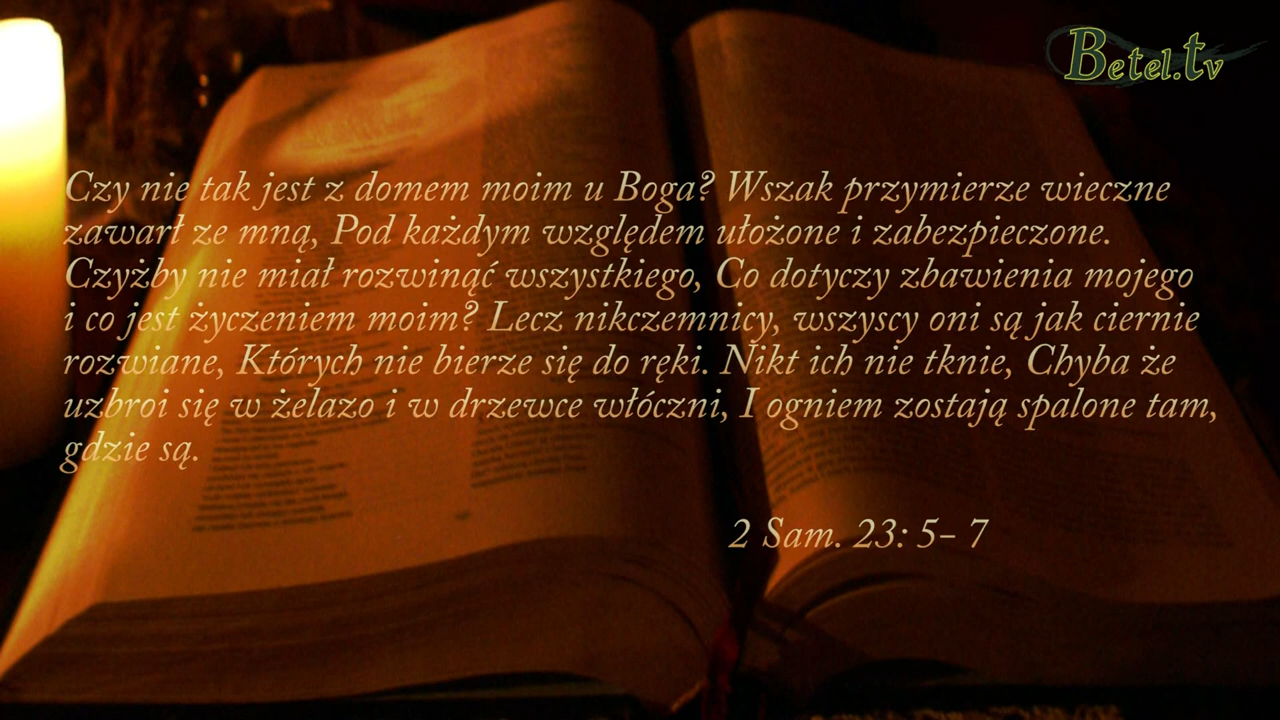 Betel.tv
Czy nie tak jest z domem moim u Boga? Wszak przymierze wieczne
zawarł ze mną, Pod każdym względem ułożone i zabezpieczone.
Czyżby nie miał rozwinąć wszystkiego, Co dotyczy zbawienia mojego
i co jest życzeniem moim? Lecz nikczemnicy, wszyscy oni są jak ciernie
rozwiane, Których nie bierze się do ręki. Nikt ich nie tknie, Chyba że
uzbroi się w żelazo i w drzewce włóczni, I ogniem zostają spalone tam,
gdzie są.
2 Sam. 23: 5- 7